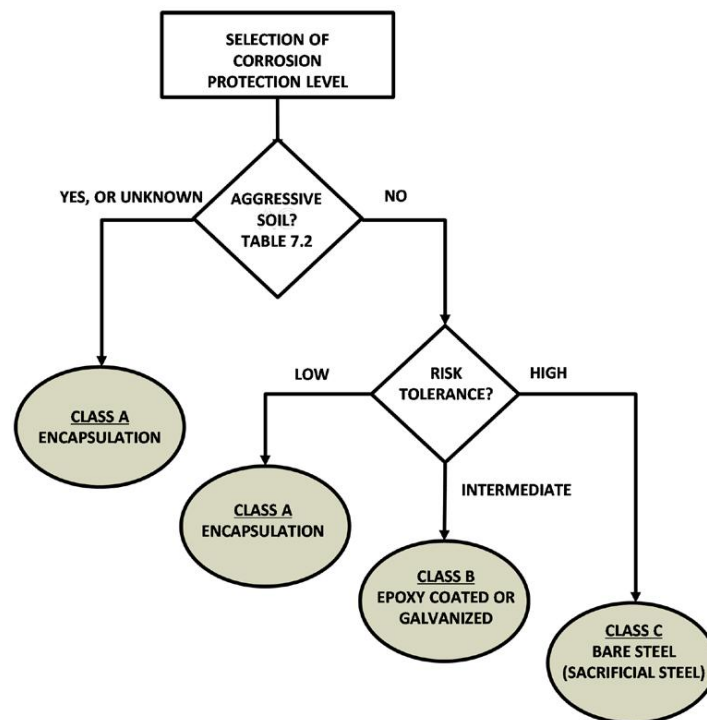 SELECTION OF
CORROSION
PROTECTION LEVEL
YES, OR UNKNOWN
AGGRESSIVE
SOIL?
TABLE 7.2
NO
LOW
RISK
TOLERANCE?
HIGH
CLASS A
ENCAPSULATION
INTERMEDIATE
CLASS A
ENCAPSULATION
CLASS B
EPOXY COATED OR
GALVANIZED
CLASS C
BARE STEEL
(SACRIFICIAL STEEL)